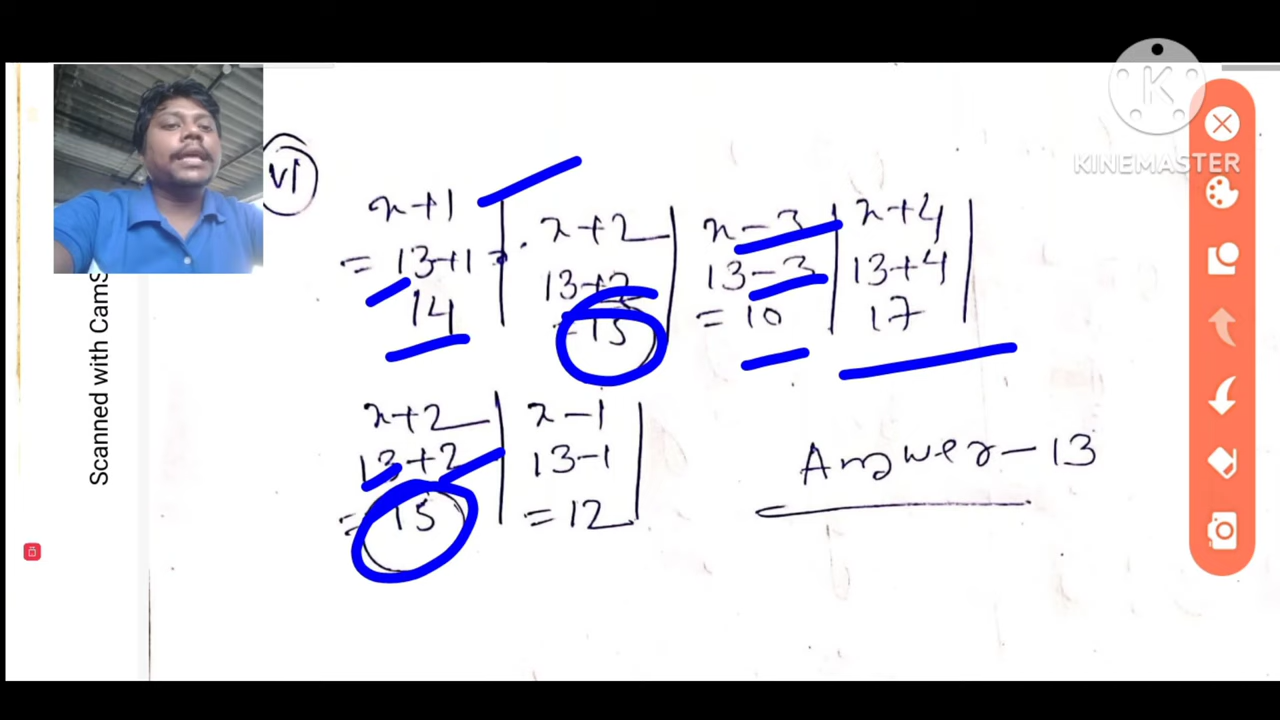 KINEMASTER
Scanned with CamS
VI
x+1
= 13+1 =
14
x+2
13+2
= 15
x-3
13-3
= 10
x+4
13+4
17
x+2
13+2
= 15
x-1
13-1
= 12
Answer-13